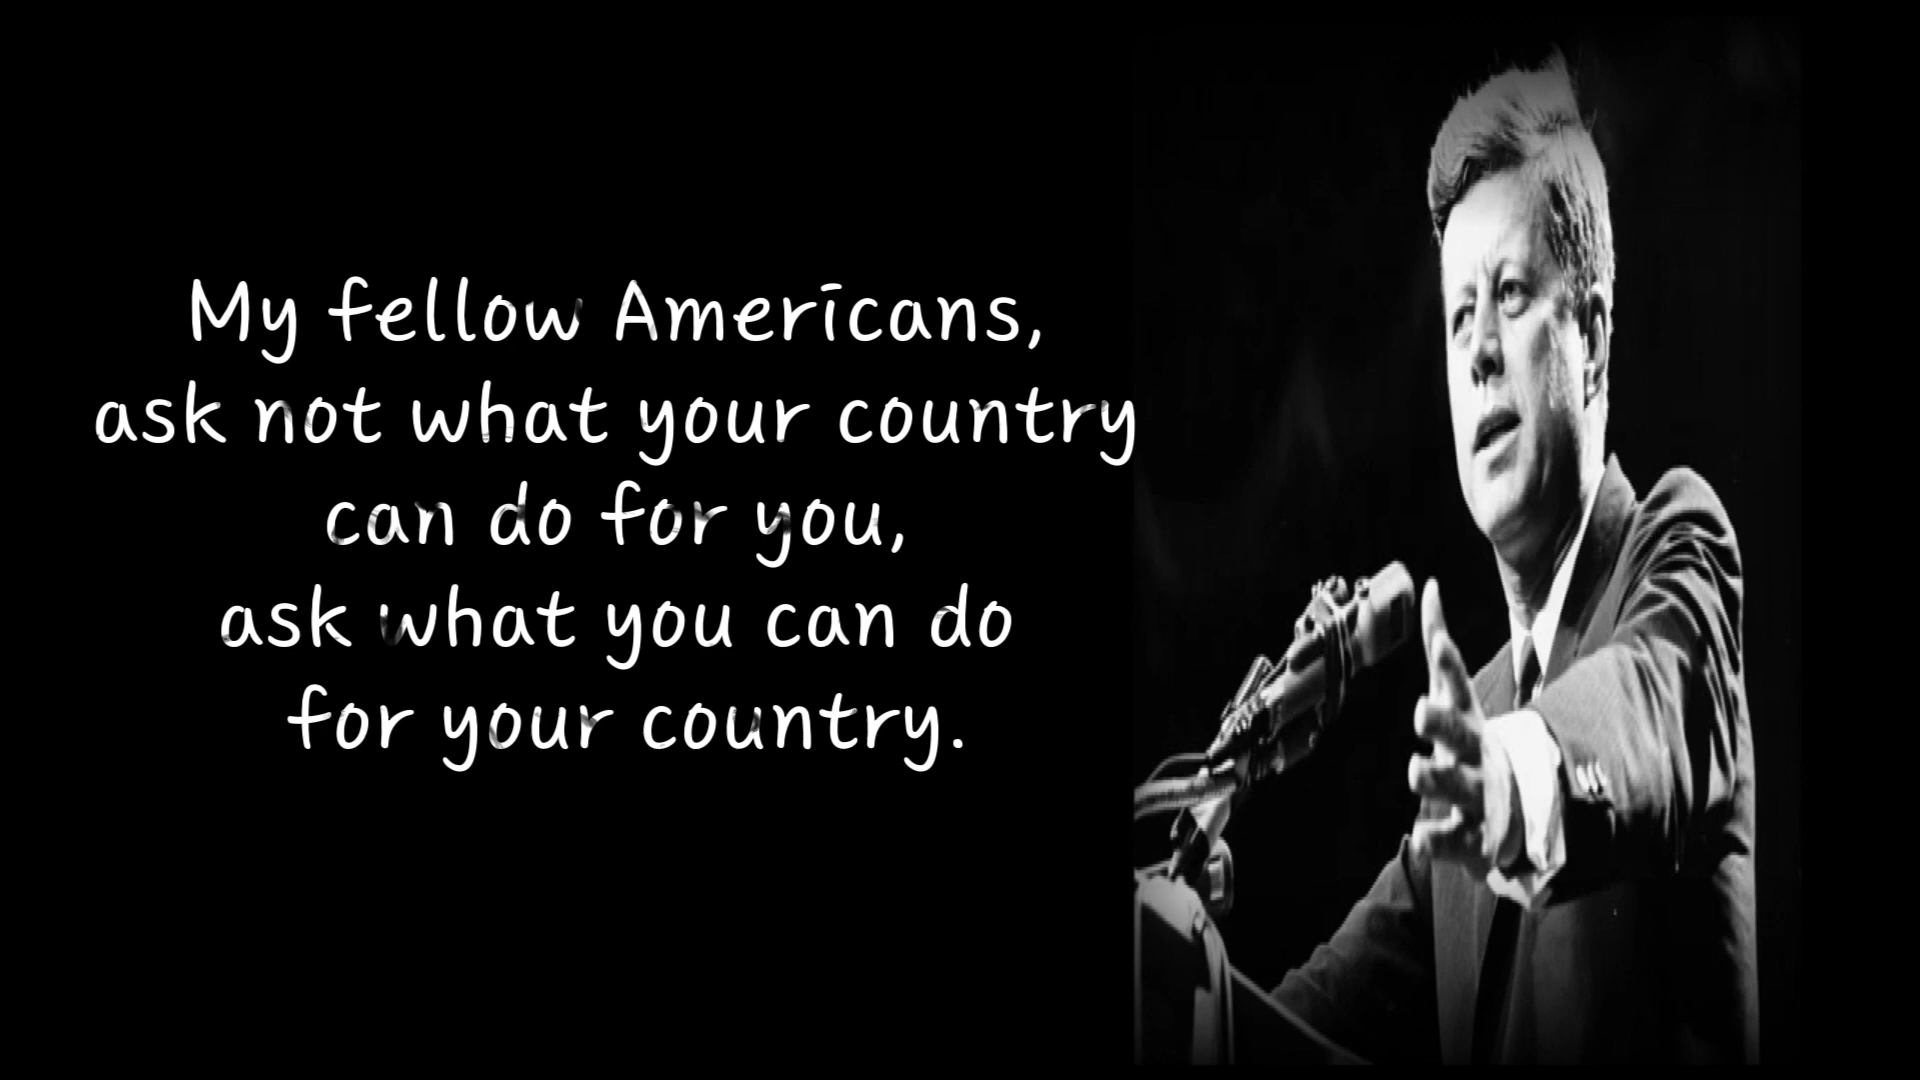 My fellow Americans,
ask not what your country
can do for you,
ask what you can do
for your country.